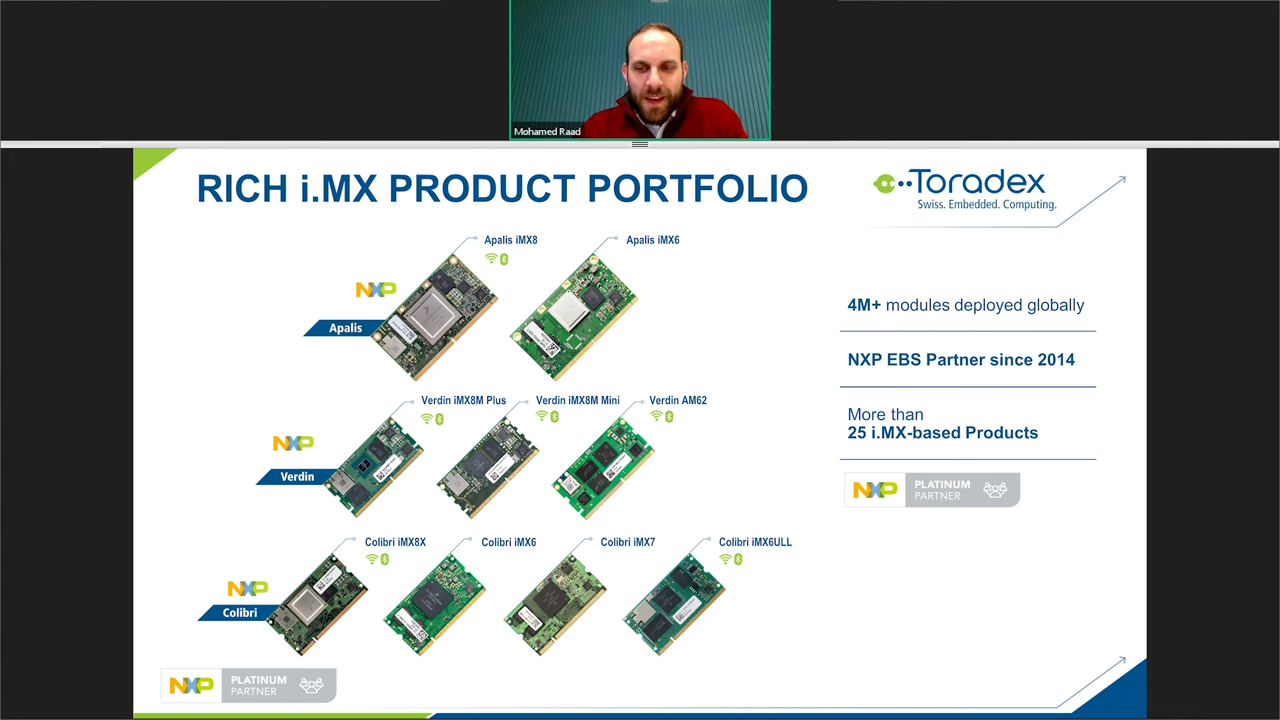 Mohamed Raad
RICH i.MX PRODUCT PORTFOLIO
Toradex
Swiss. Embedded. Computing.
Apalis iMX8
Apalis iMX6
NXP
Apalis
4M+ modules deployed globally
NXP EBS Partner since 2014
More than
25 i.MX-based Products
NXP
PLATINUM
PARTNER
Verdin iMX8M Plus
Verdin iMX8M Mini
Verdin AM62
NXP
Verdin
Colibri iMX8X
Colibri iMX6
Colibri iMX7
Colibri iMX6ULL
NXP
Colibri
NXP
PLATINUM
PARTNER